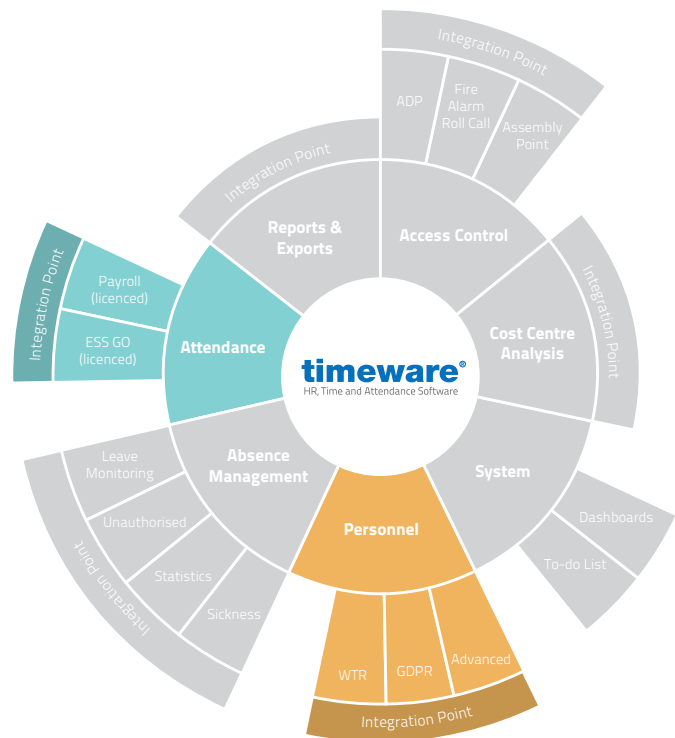 Integration Point
ADP
Fire
Alarm
Roll Call
Assembly
Point
Integration Point
Reports &
Exports
Access Control
Integration Point
Cost Centre
Analysis
Integration Point
Payroll
(licenced)
ESS GO
(licenced)
Attendance
timeware®
HR, Time and Attendance Software
Absence
Management
Leave
Monitoring
Unauthorised
Statistics
Sickness
Integration Point
System
Dashboards
To-do List
Personnel
WTR
GDPR
Advanced
Integration Point